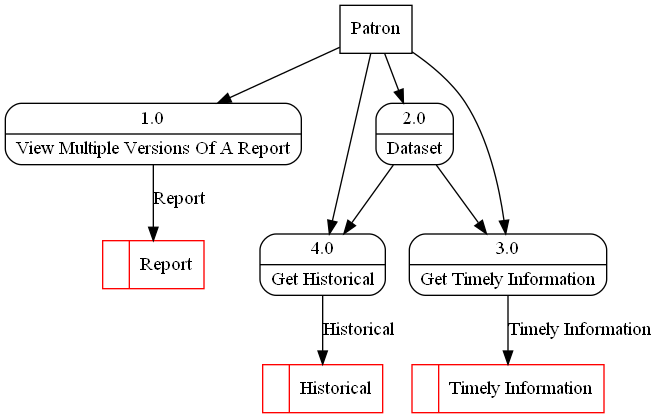 Patron
1.0
View Multiple Versions Of A Report
2.0
Dataset
Report
Report
4.0
Get Historical
3.0
Get Timely Information
Historical
Timely Information
Historical
Timely Information